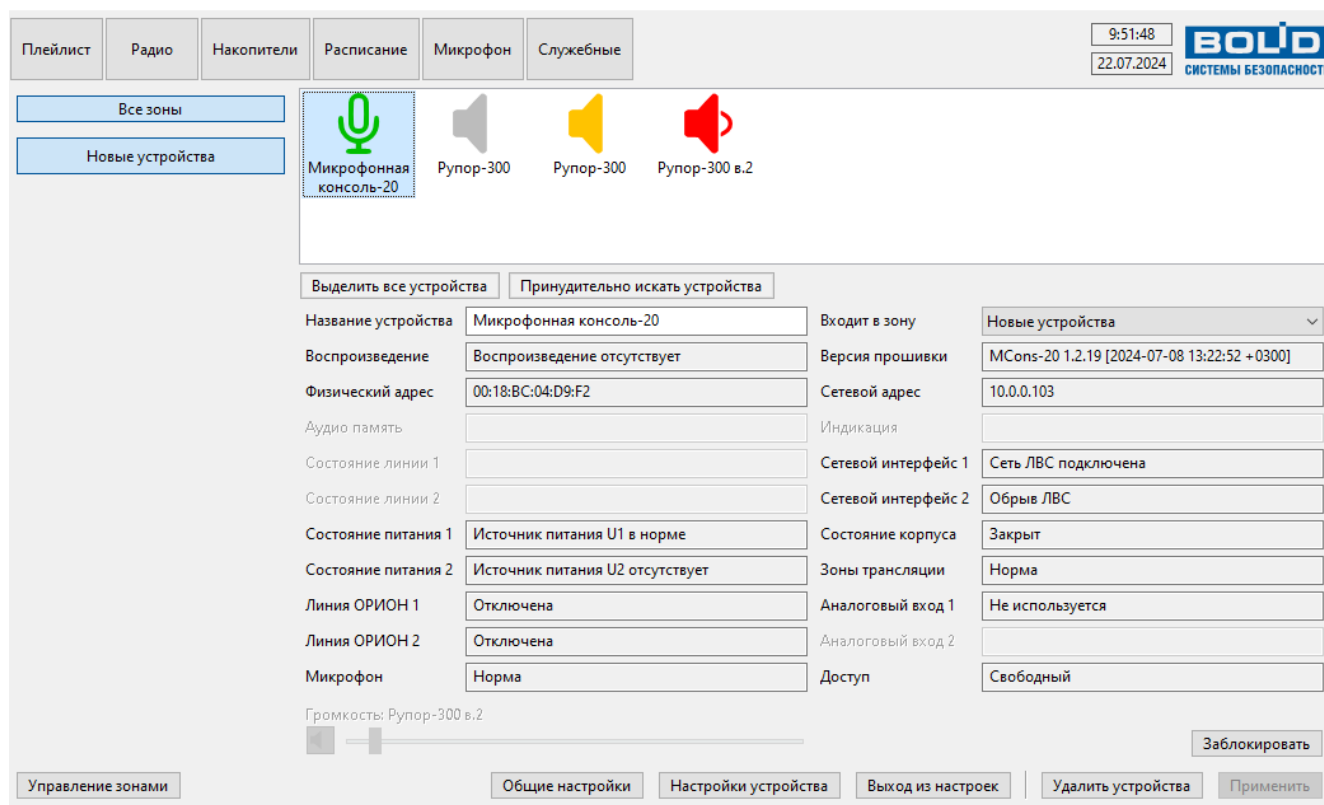 Плейлист Радио Накопители Расписание Микрофон Служебные
9:51:48
22.07.2024
BOLID
СИСТЕМЫ БЕЗОПАСНОСТ
Все зоны
Новые устройства
Микрофонная
консоль-20
Рупор-300
Рупор-300
Рупор-300 в.2
Выделить все устройства Принудительно искать устройства
Название устройства Микрофонная консоль-20 Входит в зону Новые устройства
Воспроизведение Воспроизведение отсутствует Версия прошивки MCons-20 1.2.19 [2024-07-08 13:22:52 +0300]
Физический адрес 00:18:BC:04:D9:F2 Сетевой адрес 10.0.0.103
Аудио память Индикация
Состояние линии 1 Сетевой интерфейс 1 Сеть ЛВС подключена
Состояние линии 2 Сетевой интерфейс 2 Обрыв ЛВС
Состояние питания 1 Источник питания U1 в норме Состояние корпуса Закрыт
Состояние питания 2 Источник питания U2 отсутствует Зоны трансляции Норма
Линия ОРИОН 1 Отключена Аналоговый вход 1 Не используется
Линия ОРИОН 2 Отключена Аналоговый вход 2
Микрофон Норма Доступ Свободный
Громкость: Рупор-300 в.2
Заблокировать
Управление зонами Общие настройки Настройки устройства Выход из настроек Удалить устройства Применить